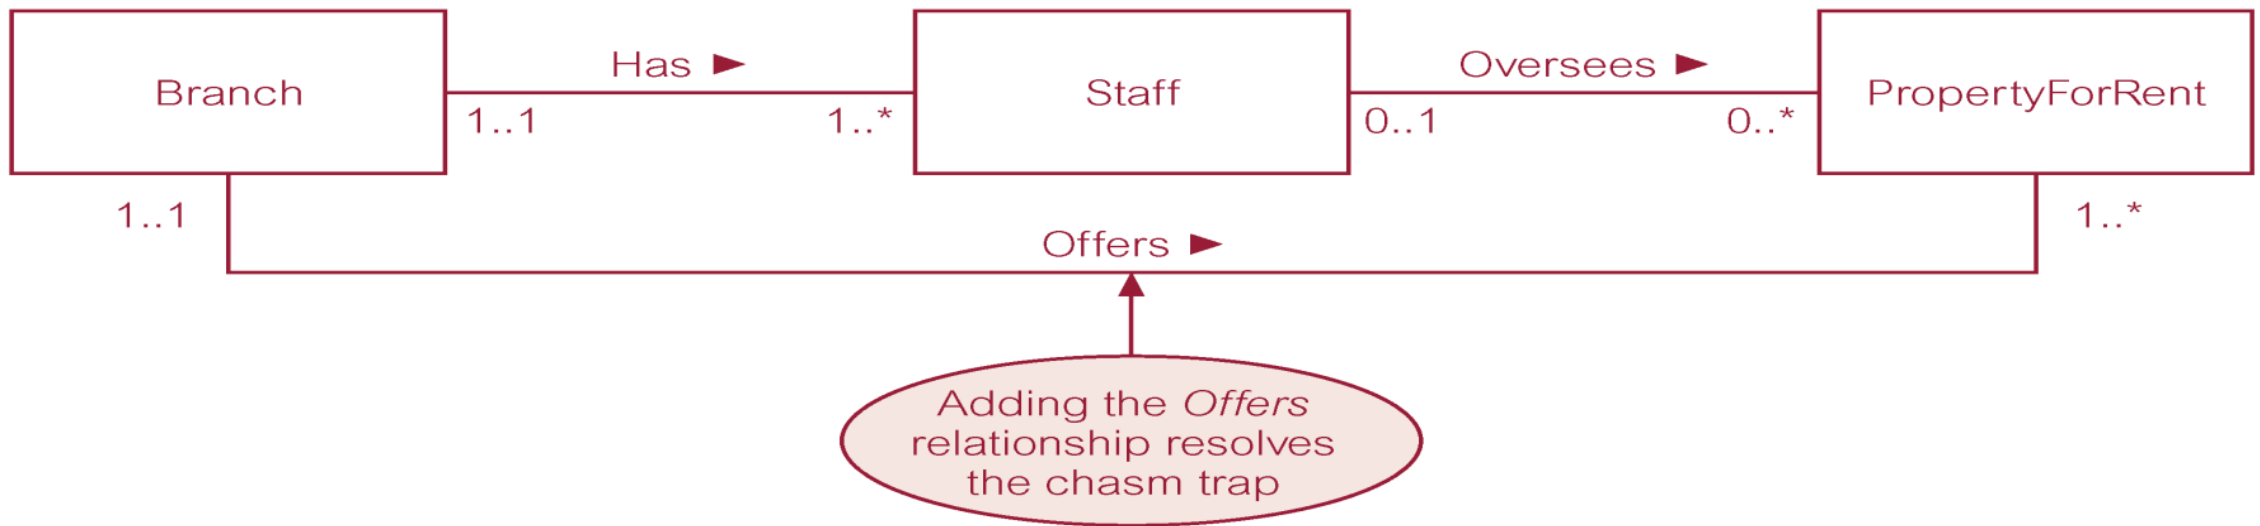 Has ►
Oversees ►
Branch
Staff
PropertyForRent
1..1
1..*
0..1
0..*
1..1
1..*
Offers ►
Adding the Offers
relationship resolves
the chasm trap